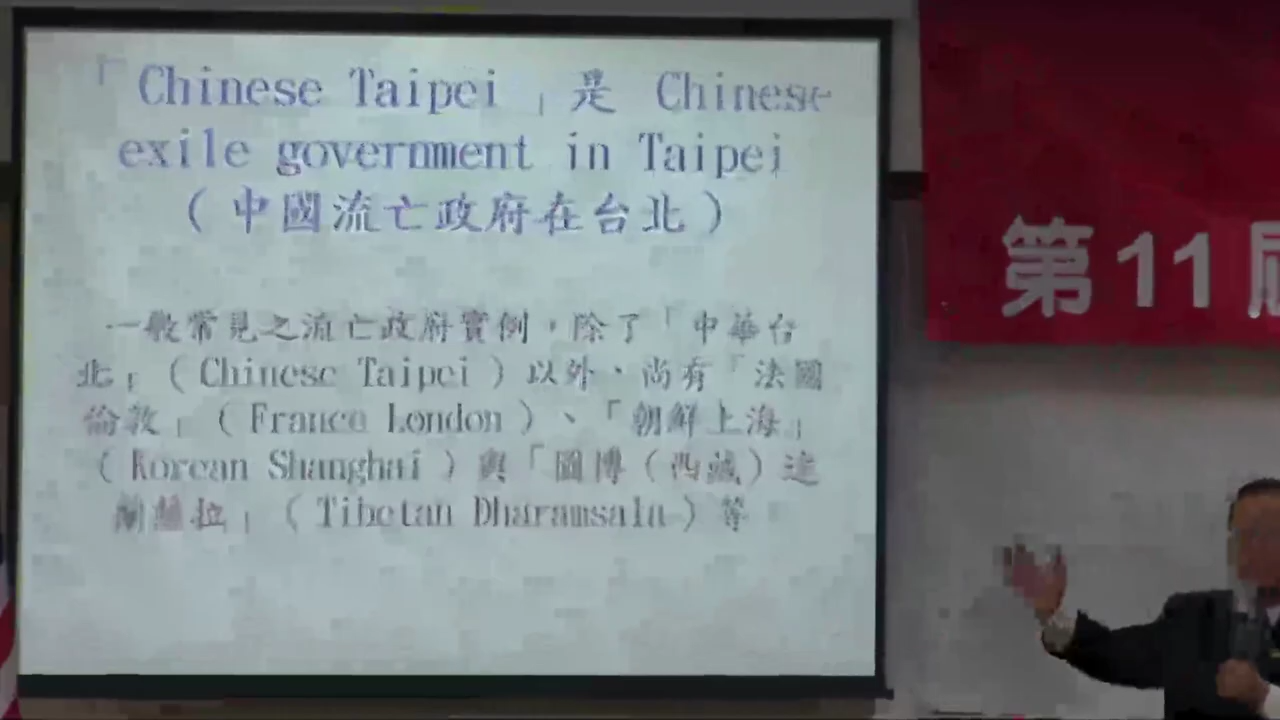 「Chinese Taipei」是 Chinese
exile government in Taipei
（中國流亡政府在台北）
一般常見之流亡政府實例，除了「中華台
北」（Chinese Taipei）以外、尚有「法國
倫敦」（France London）、「朝鮮上海」
（Korean Shanghai）與「圖博（西藏）達
蘭薩拉」（Tibetan Dharamsala）等
第11屆